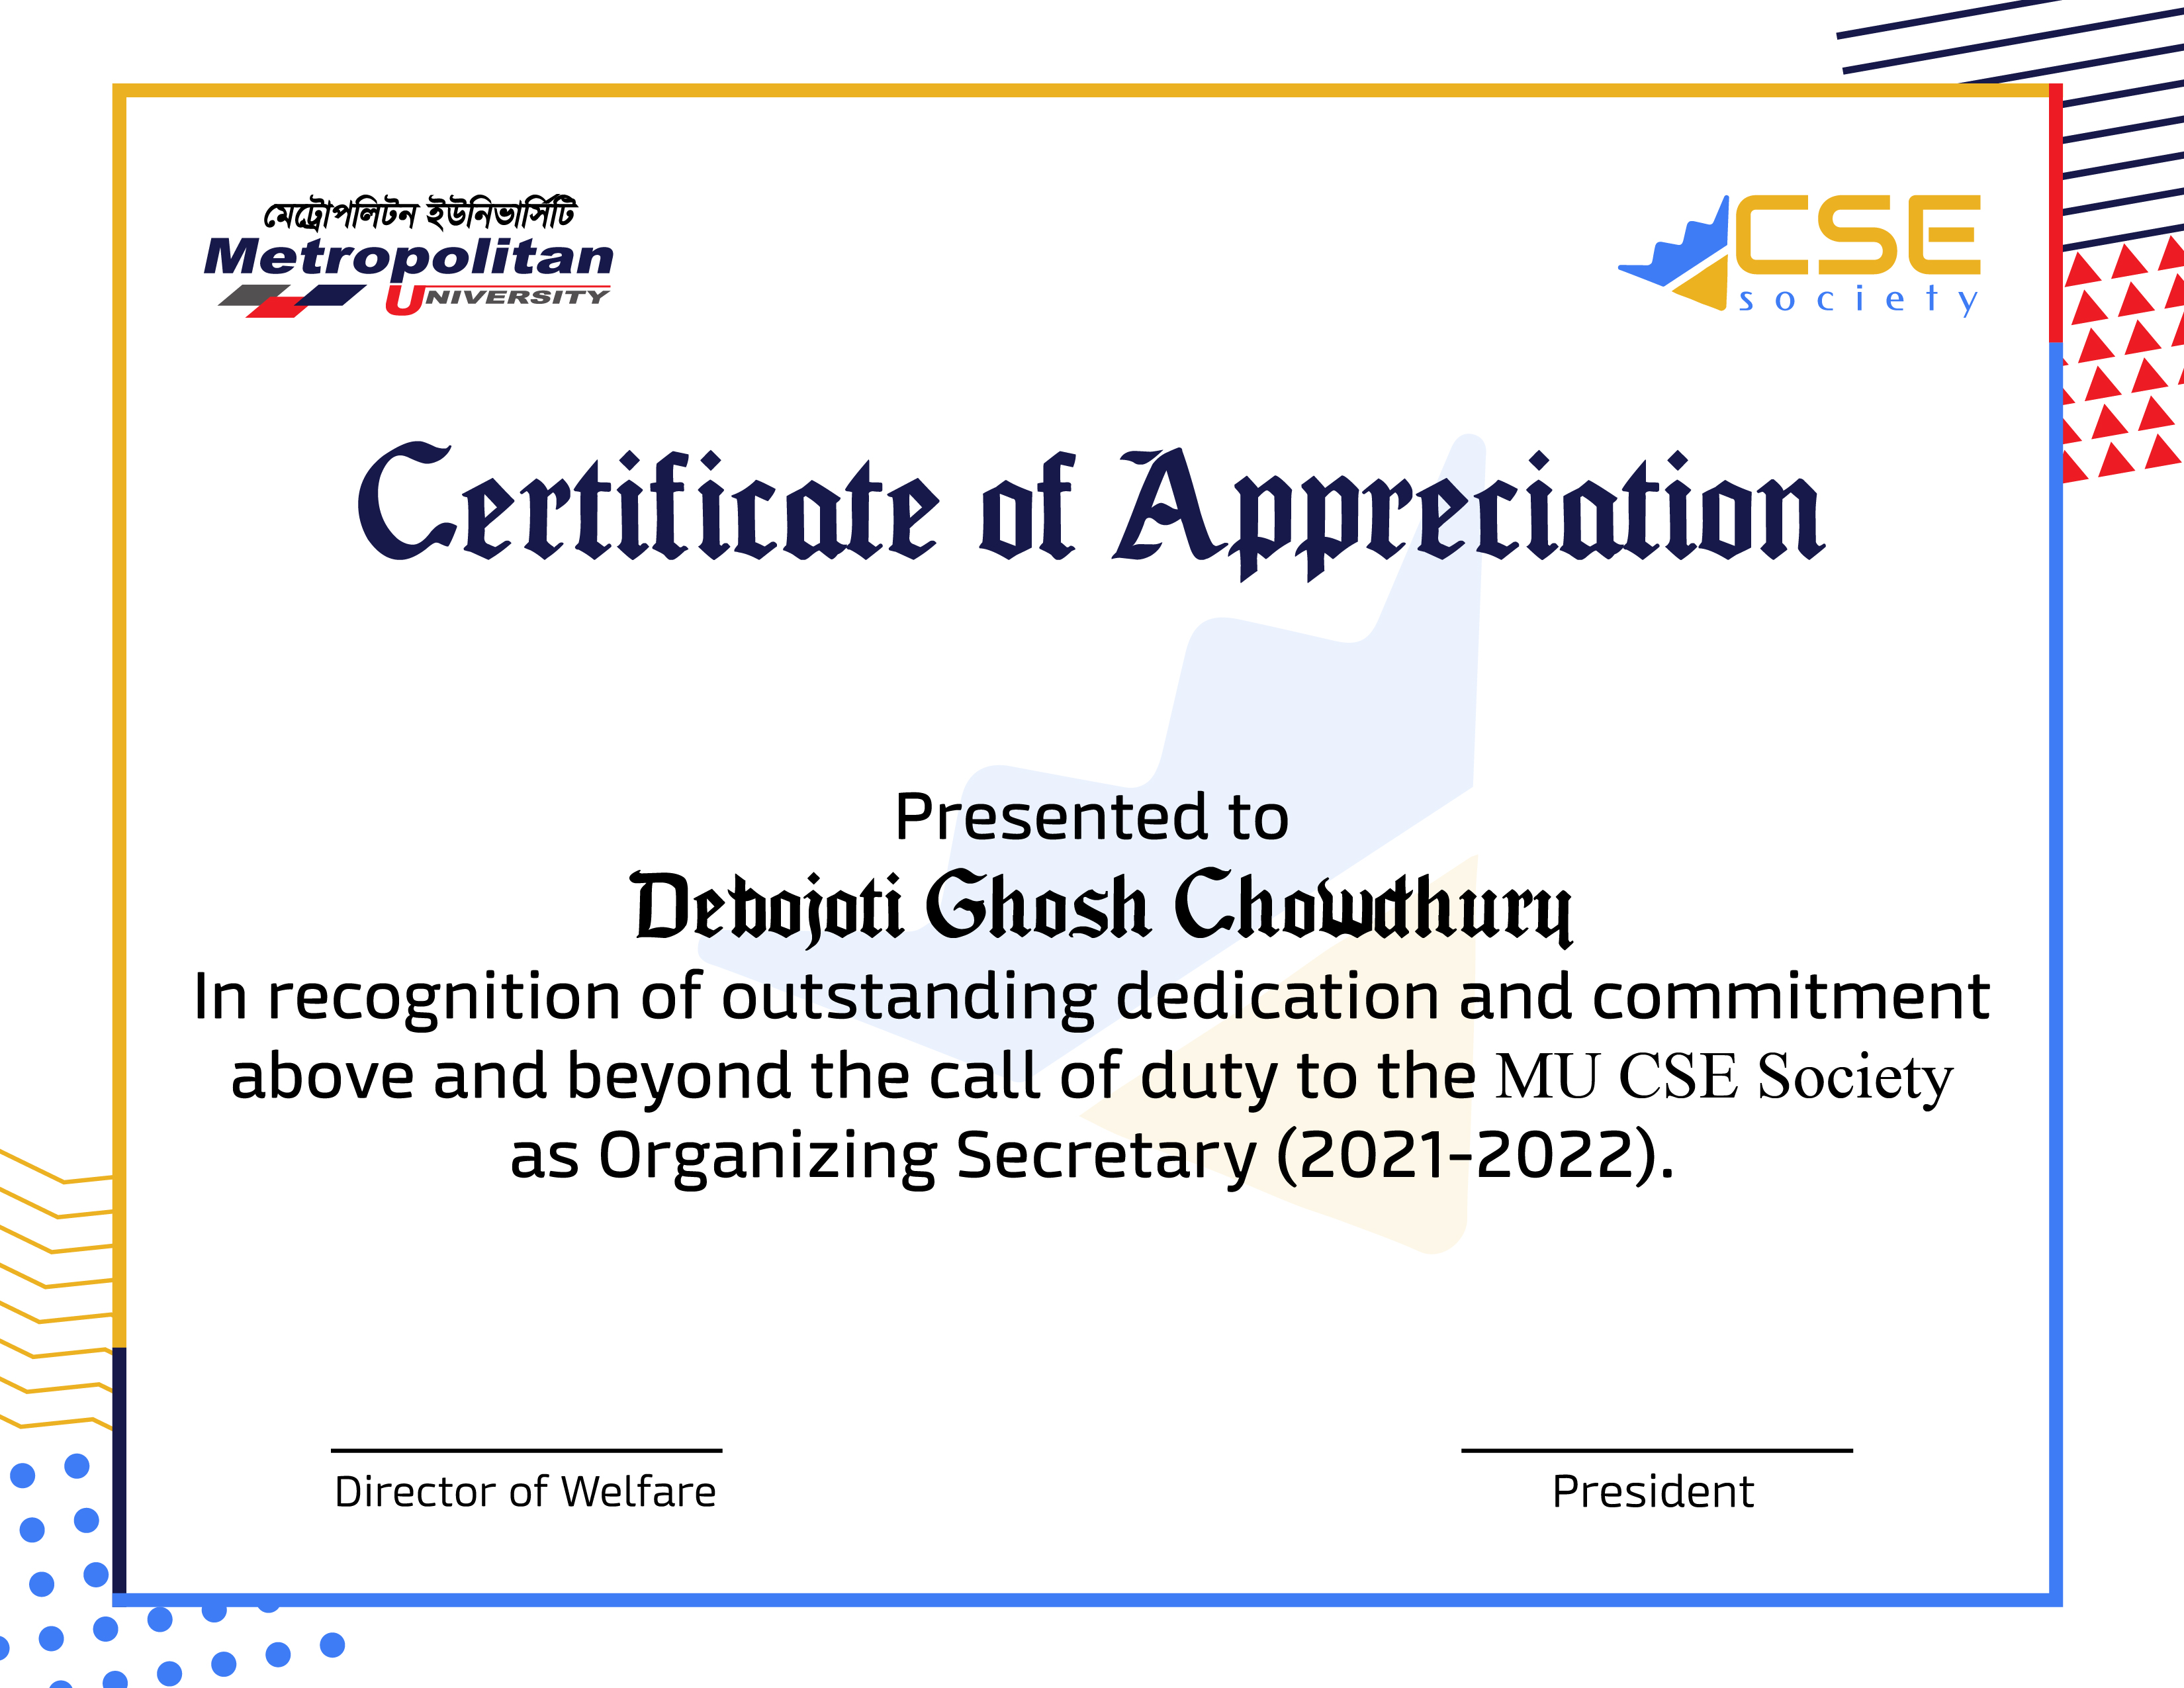 মেট্রোপলিটন ইউনিভার্সিটি
Metropolitan
UNIVERSITY
CSE
society
Certificate of Appreciation
Presented to
Debojoti Ghosh Chowdhury
In recognition of outstanding dedication and commitment
above and beyond the call of duty to the MU CSE Society
as Organizing Secretary (2021-2022).
Director of Welfare
President